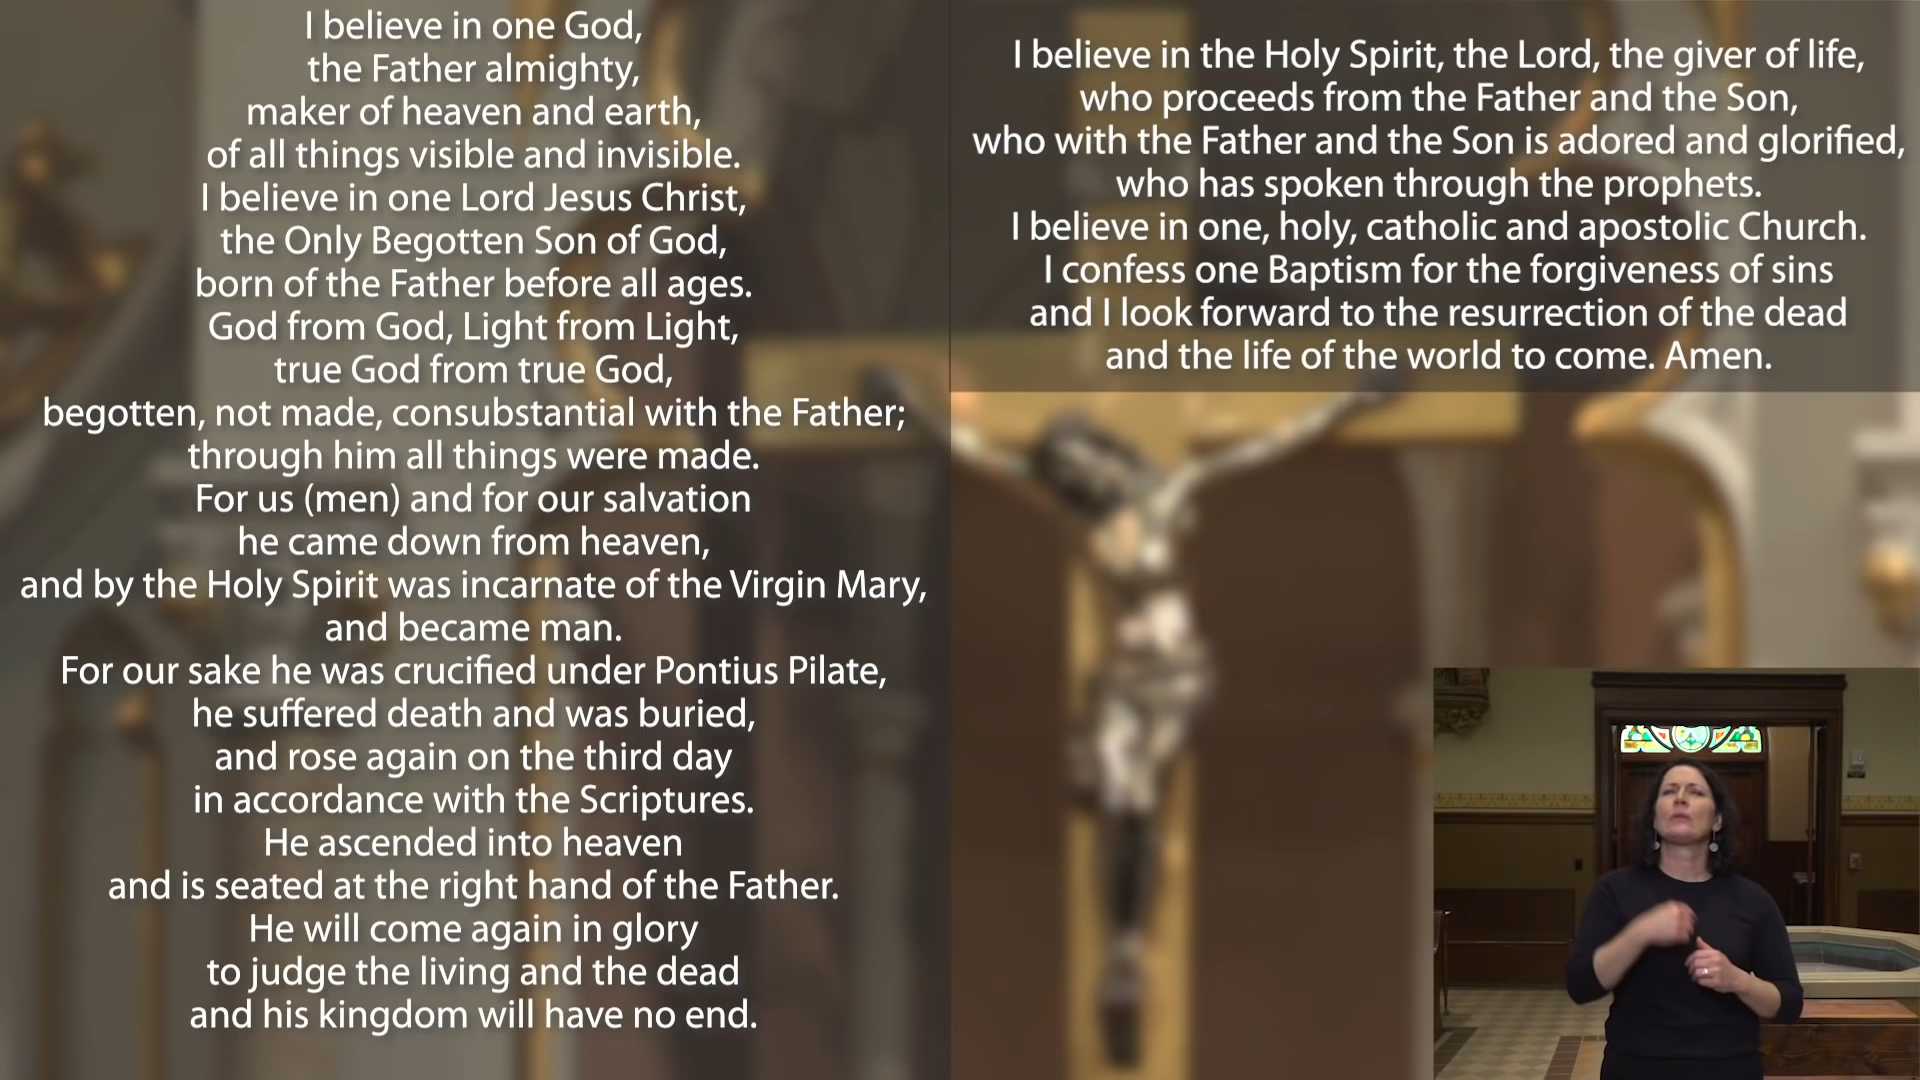 I believe in one God,
the Father almighty,
maker of heaven and earth,
of all things visible and invisible.
I believe in one Lord Jesus Christ,
the Only Begotten Son of God,
born of the Father before all ages.
God from God, Light from Light,
true God from true God,
begotten, not made, consubstantial with the Father;
through him all things were made.
For us (men) and for our salvation
he came down from heaven,
and by the Holy Spirit was incarnate of the Virgin Mary,
and became man.
For our sake he was crucified under Pontius Pilate,
he suffered death and was buried,
and rose again on the third day
in accordance with the Scriptures.
He ascended into heaven
and is seated at the right hand of the Father.
He will come again in glory
to judge the living and the dead
and his kingdom will have no end.
I believe in the Holy Spirit, the Lord, the giver of life,
who proceeds from the Father and the Son,
who with the Father and the Son is adored and glorified,
who has spoken through the prophets.
I believe in one, holy, catholic and apostolic Church.
I confess one Baptism for the forgiveness of sins
and I look forward to the resurrection of the dead
and the life of the world to come. Amen.